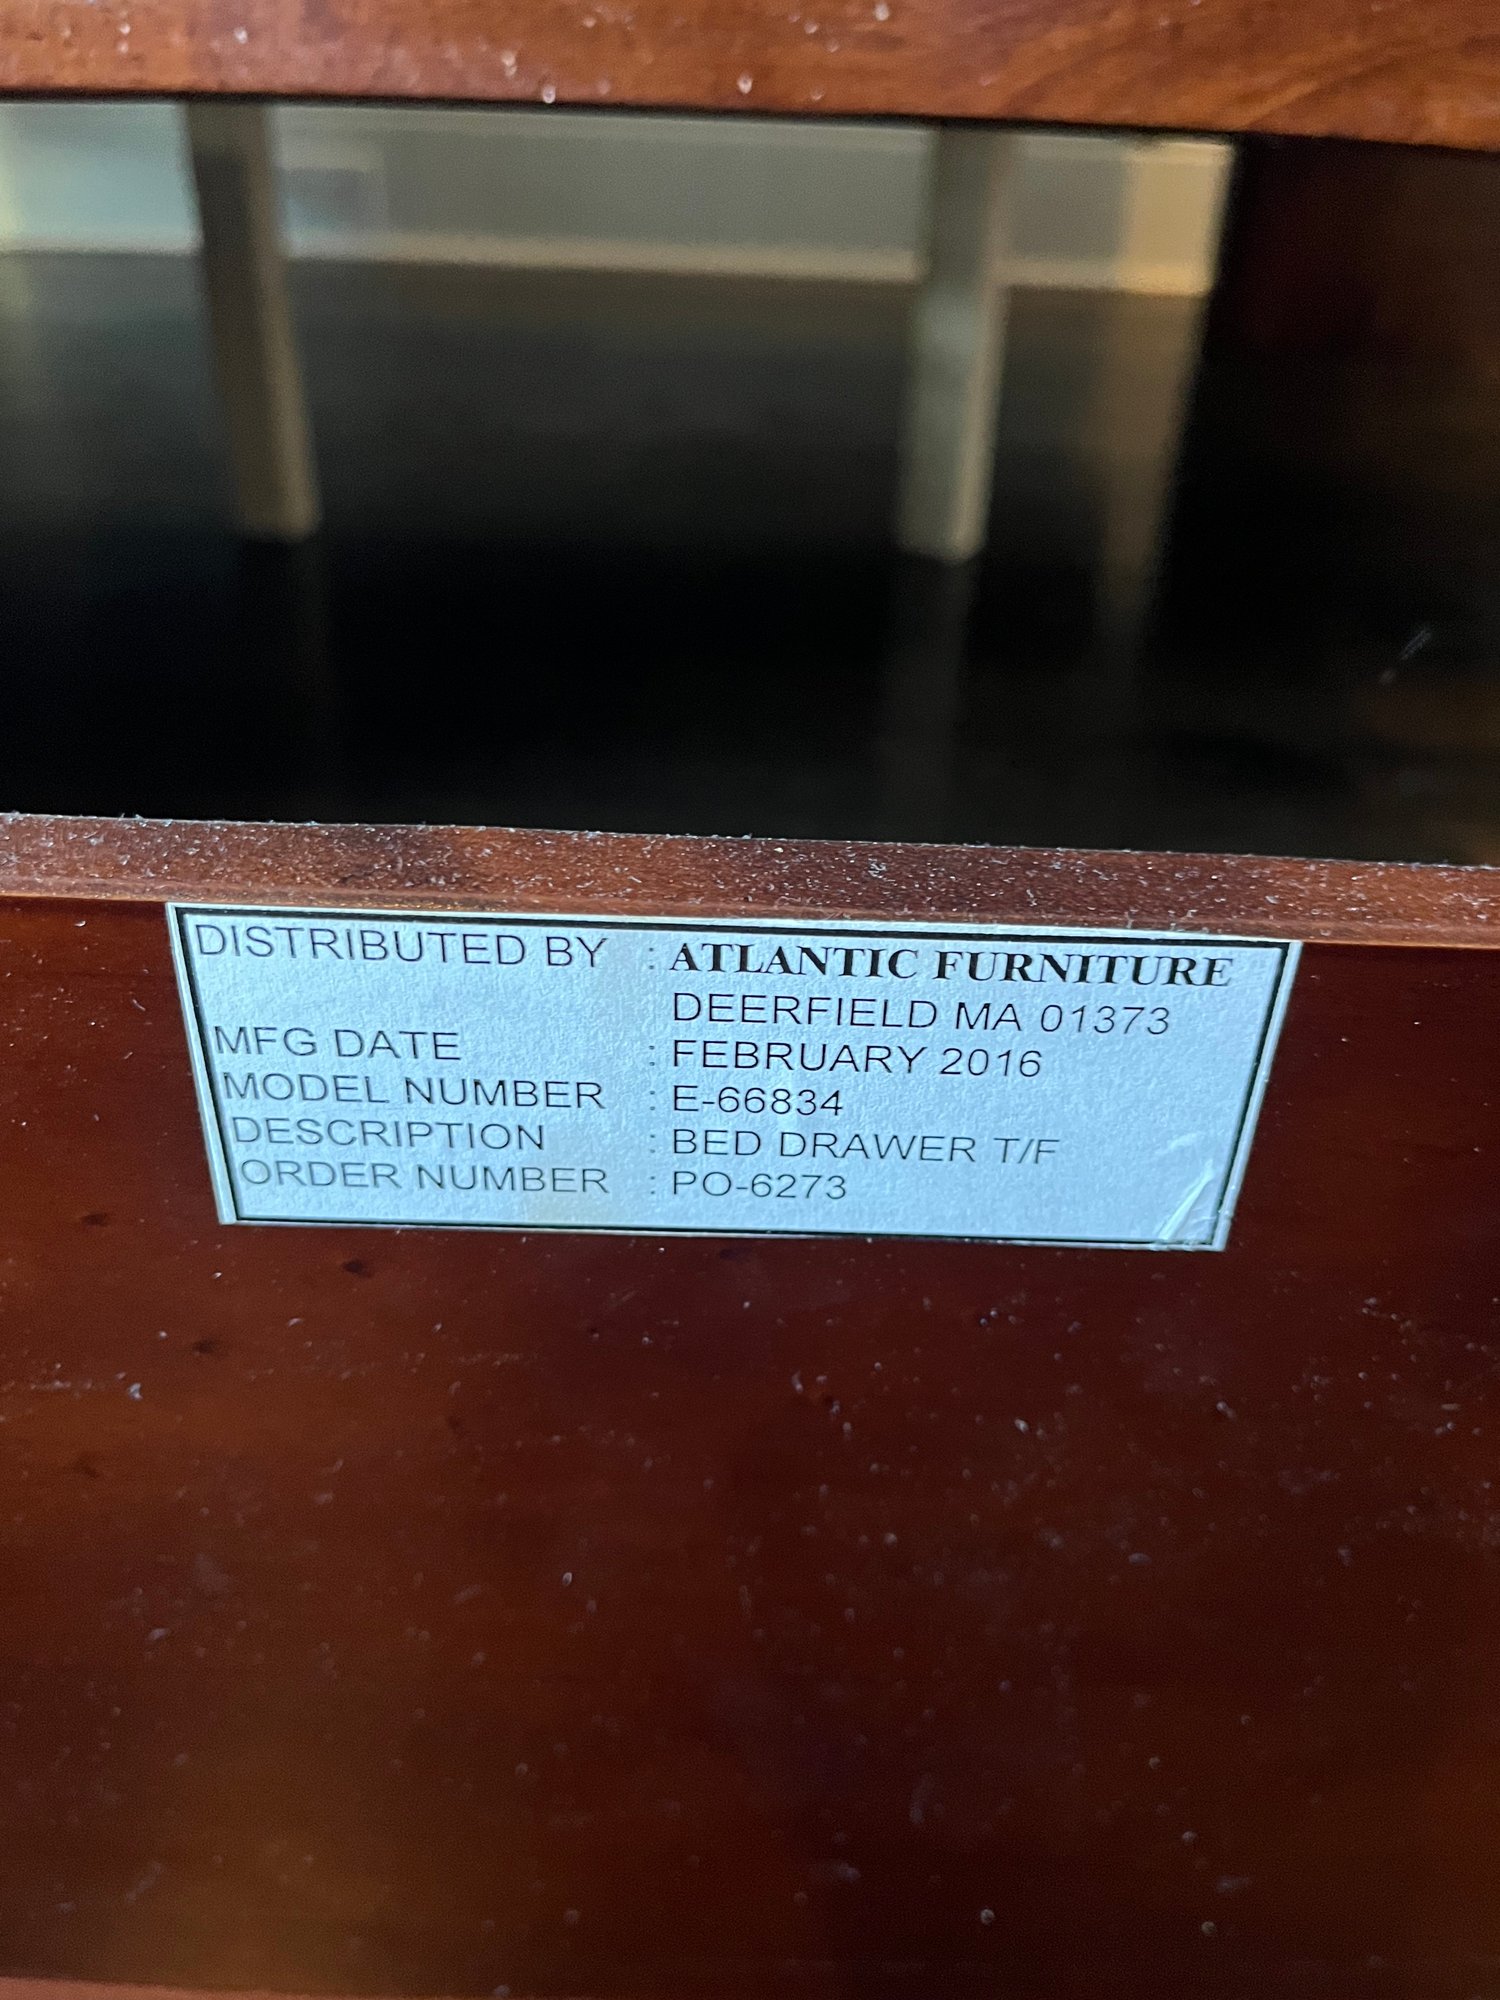 DISTRIBUTED BY : ATLANTIC FURNITURE
DEERFIELD MA 01373
MFG DATE : FEBRUARY 2016
MODEL NUMBER : E-66834
DESCRIPTION : BED DRAWER T/F
ORDER NUMBER : PO-6273